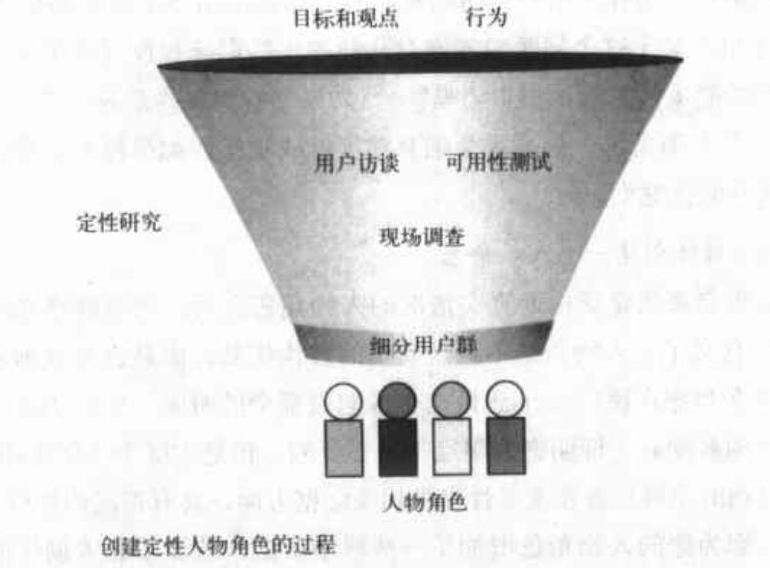 目标和观点 行为
用户访谈 可用性测试
定性研究
现场调查
细分用户群
人物角色
创建定性人物角色的过程